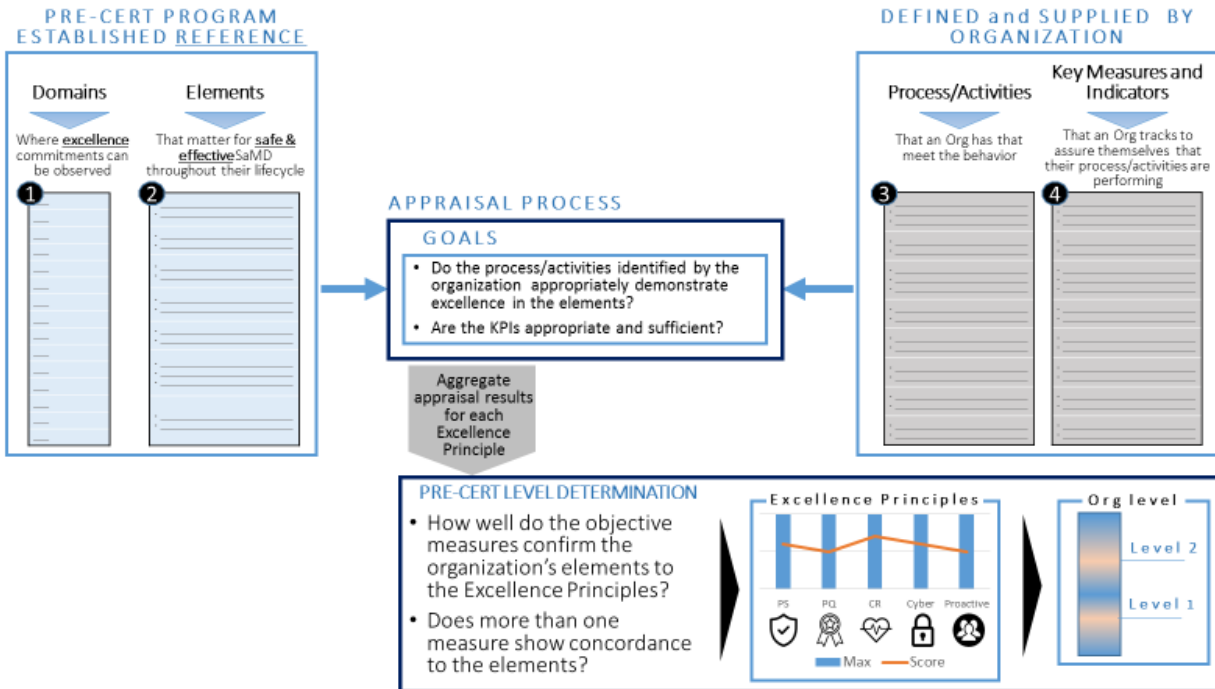 PRE-CERT PROGRAM
ESTABLISHED REFERENCE
Domains
Where excellence
commitments can
be observed
1
Elements
That matter for safe &
effective SaMD
throughout their lifecycle
2
DEFINED and SUPPLIED BY
ORGANIZATION
Process/Activities
That an Org has that
meet the behavior
3
Key Measures and
Indicators
That an Org tracks to
assure themselves that
their process/activities are
performing
4
APPRAISAL PROCESS
GOALS
• Do the process/activities identified by the
organization appropriately demonstrate
excellence in the elements?
• Are the KPIs appropriate and sufficient?
Aggregate
appraisal results
for each
Excellence
Principle
PRE-CERT LEVEL DETERMINATION
• How well do the objective
measures confirm the
organization's elements to
the Excellence Principles?
• Does more than one
measure show concordance
to the elements?
Excellence Principles
PS PQ CR Cyber Proactive
Max Score
Org level
Level 2
Level 1